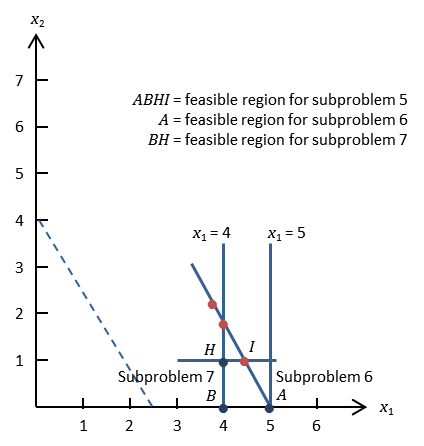 x₂
7
ABHI = feasible region for subproblem 5
6
A = feasible region for subproblem 6
BH = feasible region for subproblem 7
5
4
x₁ = 4
x₁ = 5
3
2
H
I
1
Subproblem 7
Subproblem 6
B
A
x₁
1
2
3
4
5
6